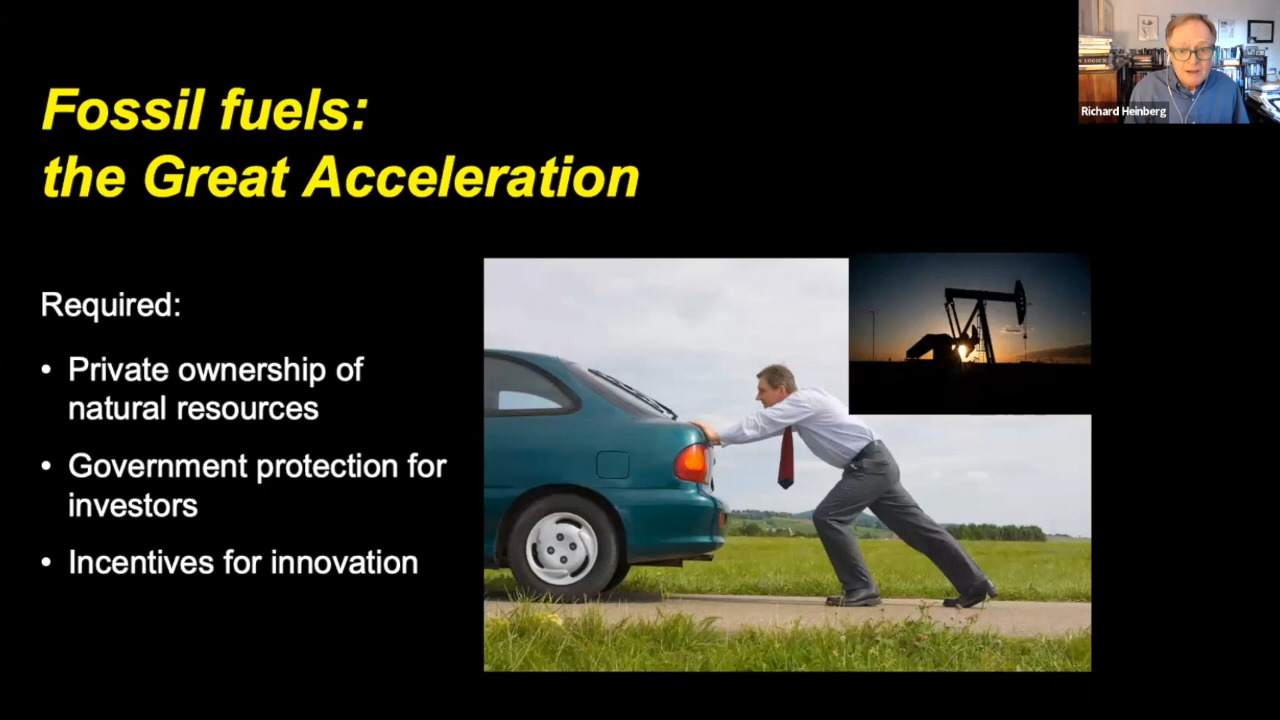 Fossil fuels:
the Great Acceleration
Required:
• Private ownership of
natural resources
• Government protection for
investors
• Incentives for innovation
Richard Heinberg